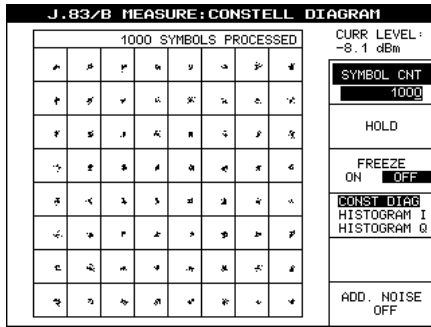 J.83/B MEASURE:CONSTELL DIAGRAM
1000 SYMBOLS PROCESSED
CURR LEVEL:
-8.1 dBm
SYMBOL CNT
1000
HOLD
FREEZE
ON OFF
CONST DIAG
HISTOGRAM I
HISTOGRAM Q
ADD. NOISE
OFF